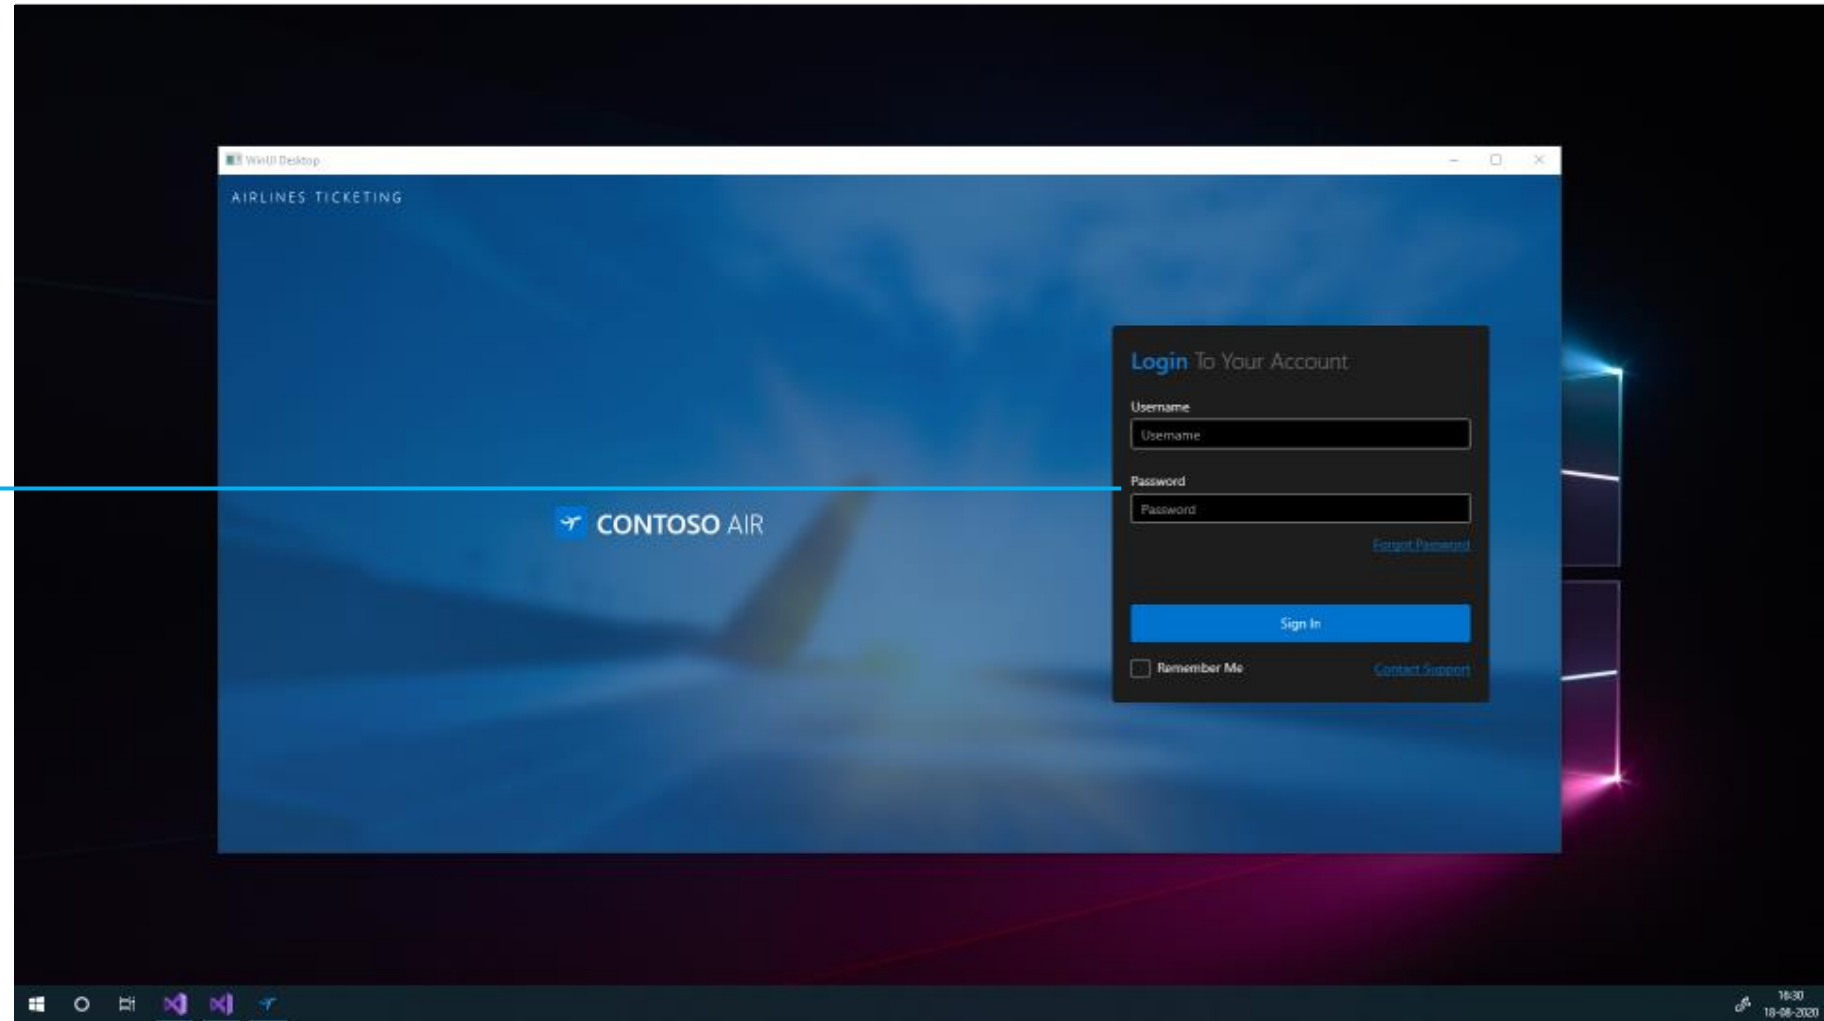 WinUI Desktop
AIRLINES TICKETING
CONTOSO AIR
Login To Your Account
Username
Username
Password
Password
Forgot Password
Sign In
Remember Me
Contact Support
16:30
18-08-2020